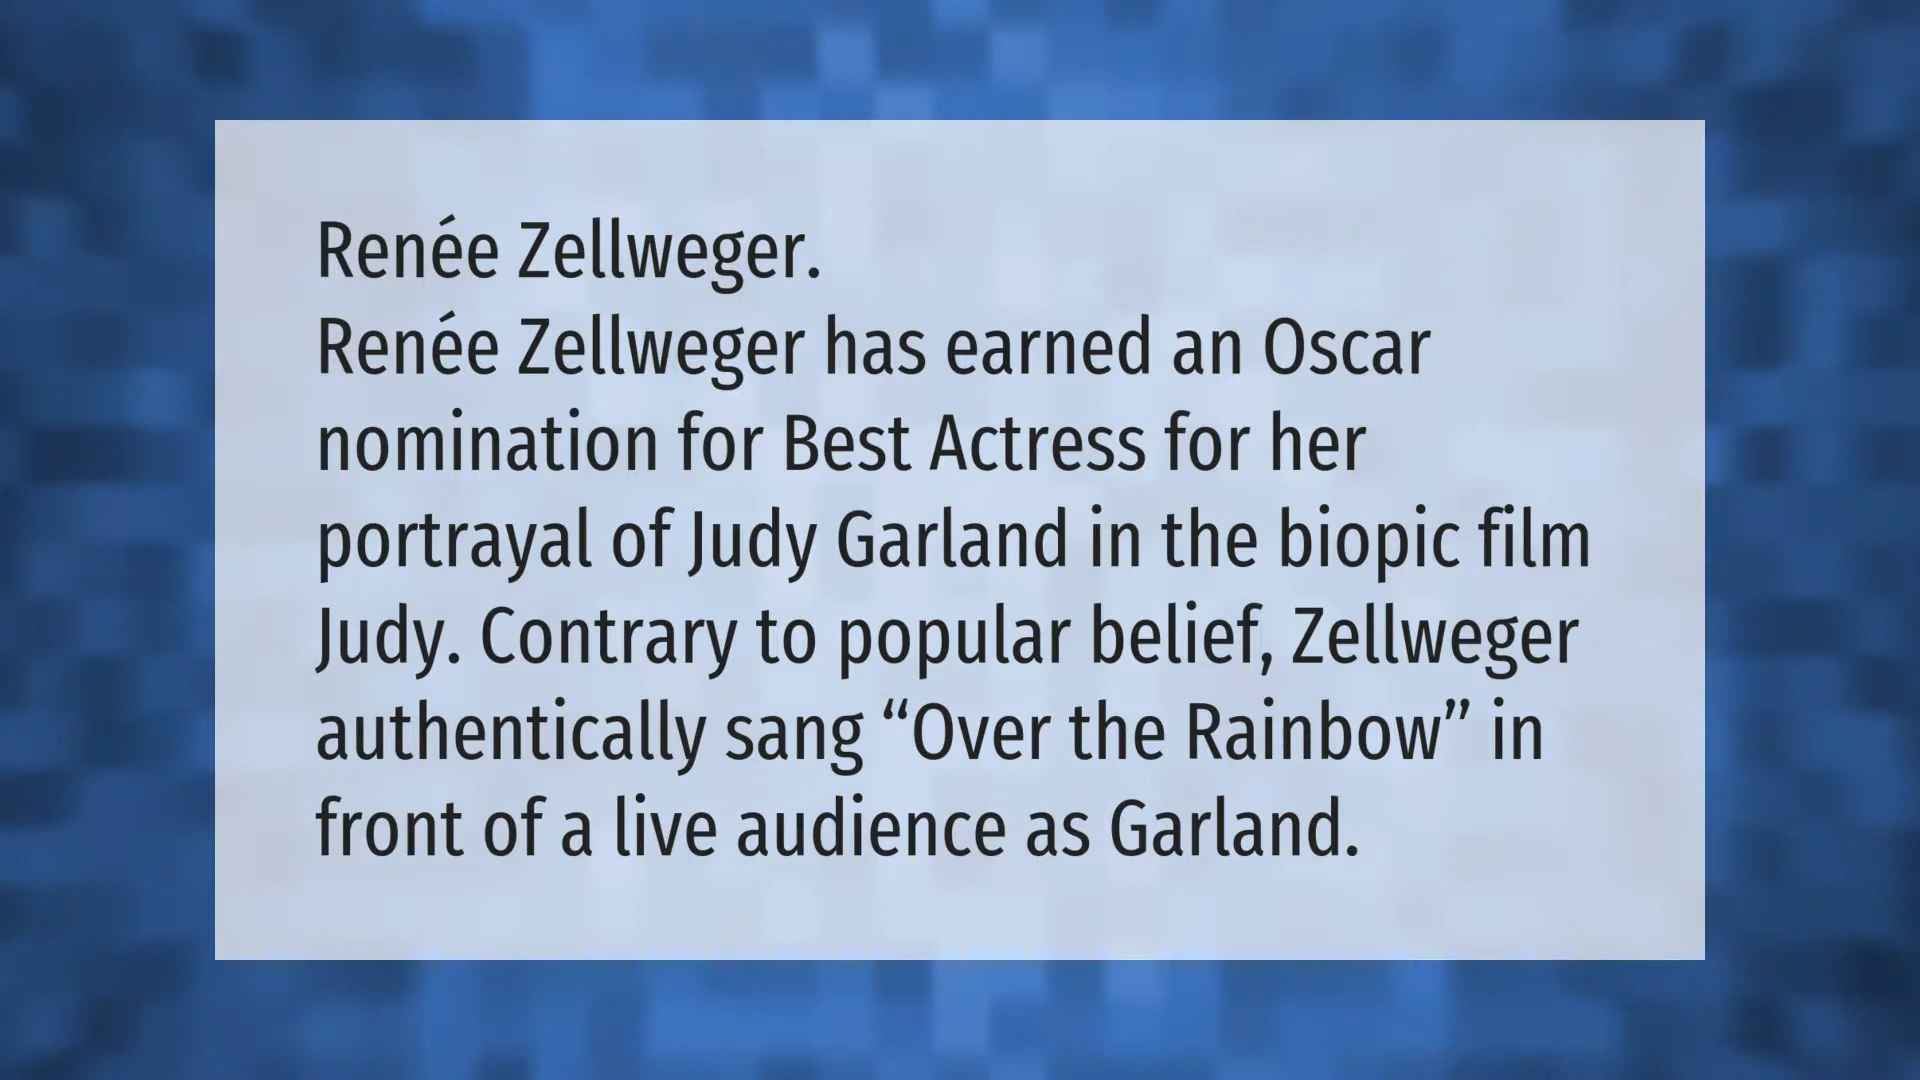 Renée Zellweger.
Renée Zellweger has earned an Oscar
nomination for Best Actress for her
portrayal of Judy Garland in the biopic film
Judy. Contrary to popular belief, Zellweger
authentically sang “Over the Rainbow” in
front of a live audience as Garland.